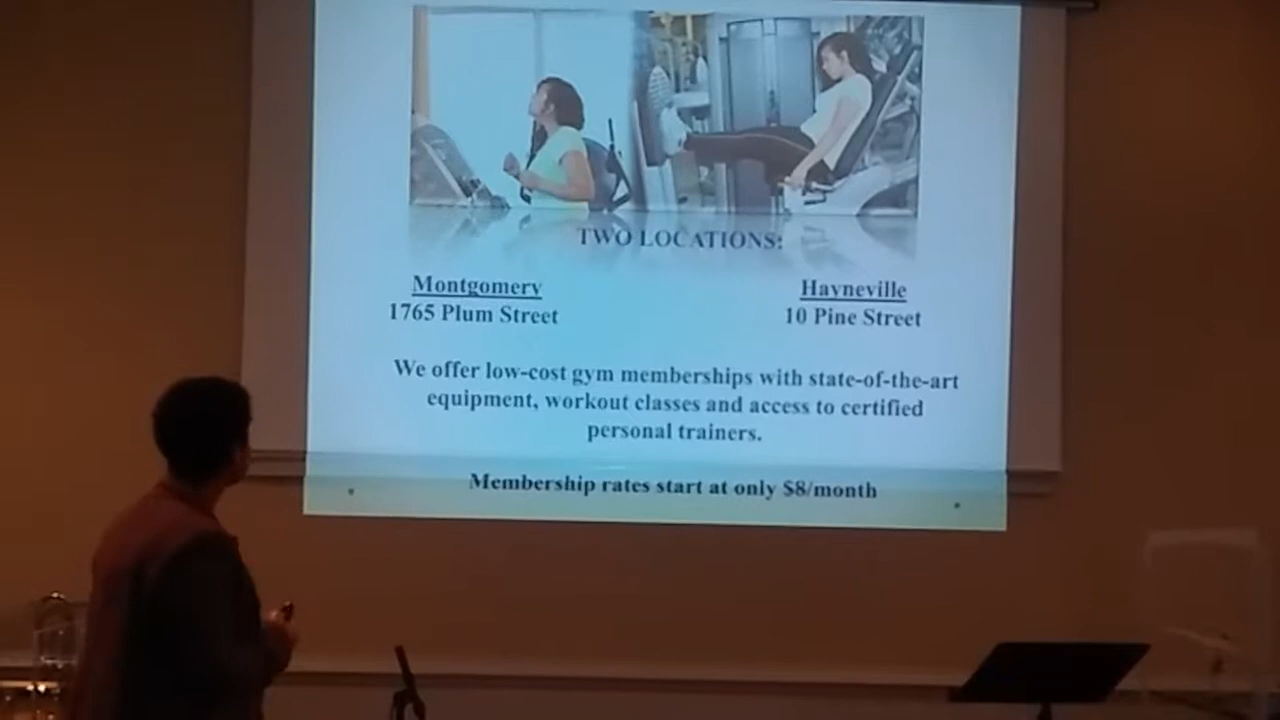 TWO LOCATIONS:
Montgomery
1765 Plum Street
Hayneville
10 Pine Street
We offer low-cost gym memberships with state-of-the-art
equipment, workout classes and access to certified
personal trainers.
Membership rates start at only $8/month